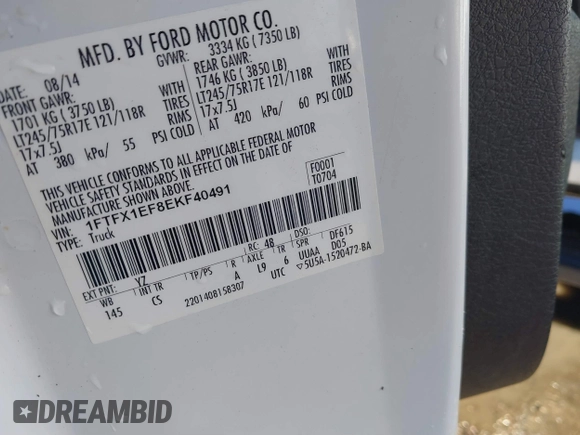 MFD. BY FORD MOTOR CO.
DATE: 08/14 GVWR: 3334 KG ( 7350 LB)
FRONT GAWR: REAR GAWR:
1701 KG ( 3750 LB) 1746 KG ( 3850 LB)
LT245/75R17E 121/118R TIRES LT245/75R17E 121/118R TIRES
17x7.5J RIMS 17x7.5J RIMS
AT 380 kPa/ 55 PSI COLD AT 420 kPa/ 60 PSI COLD
THIS VEHICLE CONFORMS TO ALL APPLICABLE FEDERAL MOTOR
VEHICLE SAFETY STANDARDS IN EFFECT ON THE DATE OF
MANUFACTURE SHOWN ABOVE.
VIN: 1FTFX1EF8EKF40491 F0001
TYPE: Truck T0704
EXT PNT: YZ RC: 48 DSO:
WB INT TR TP/PS R AXLE TR SPR DF615
145 CS A L9 6 UUAA D05
2201408158307 UTC 5U5A-1520472-BA
DREAMBID